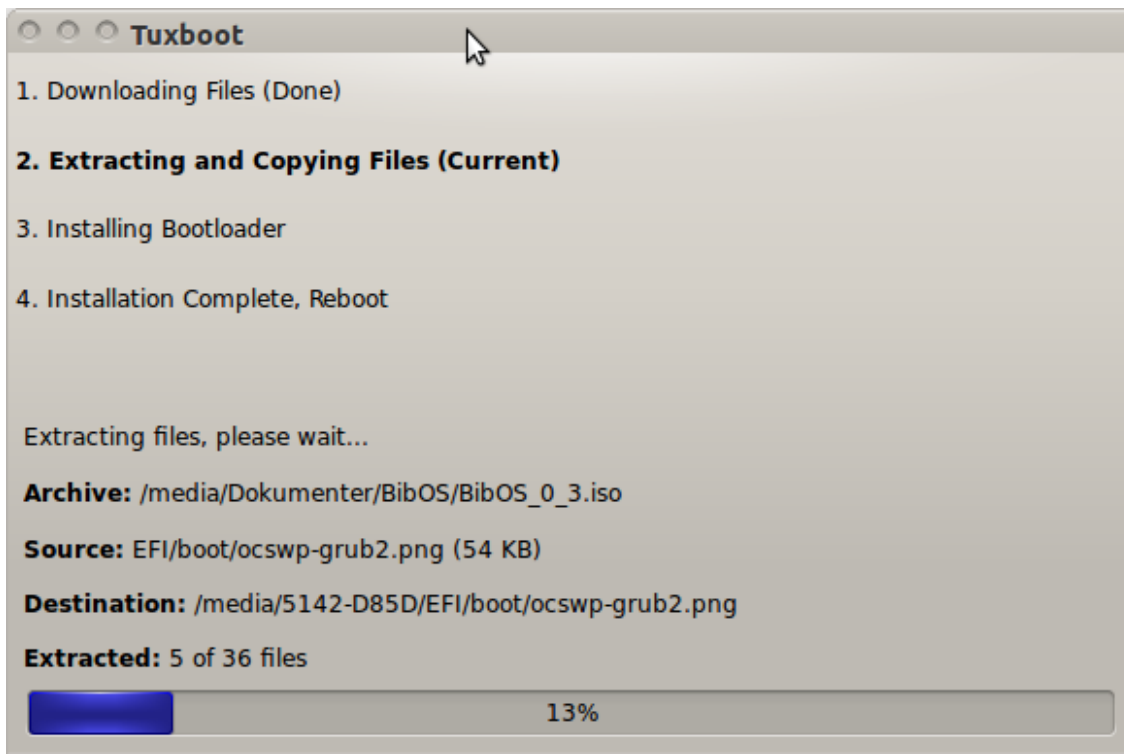 Tuxboot
1. Downloading Files (Done)
2. Extracting and Copying Files (Current)
3. Installing Bootloader
4. Installation Complete, Reboot
Extracting files, please wait...
Archive: /media/Dokumenter/BibOS/BibOS_0_3.iso
Source: EFI/boot/ocswp-grub2.png (54 KB)
Destination: /media/5142-D85D/EFI/boot/ocswp-grub2.png
Extracted: 5 of 36 files
13%